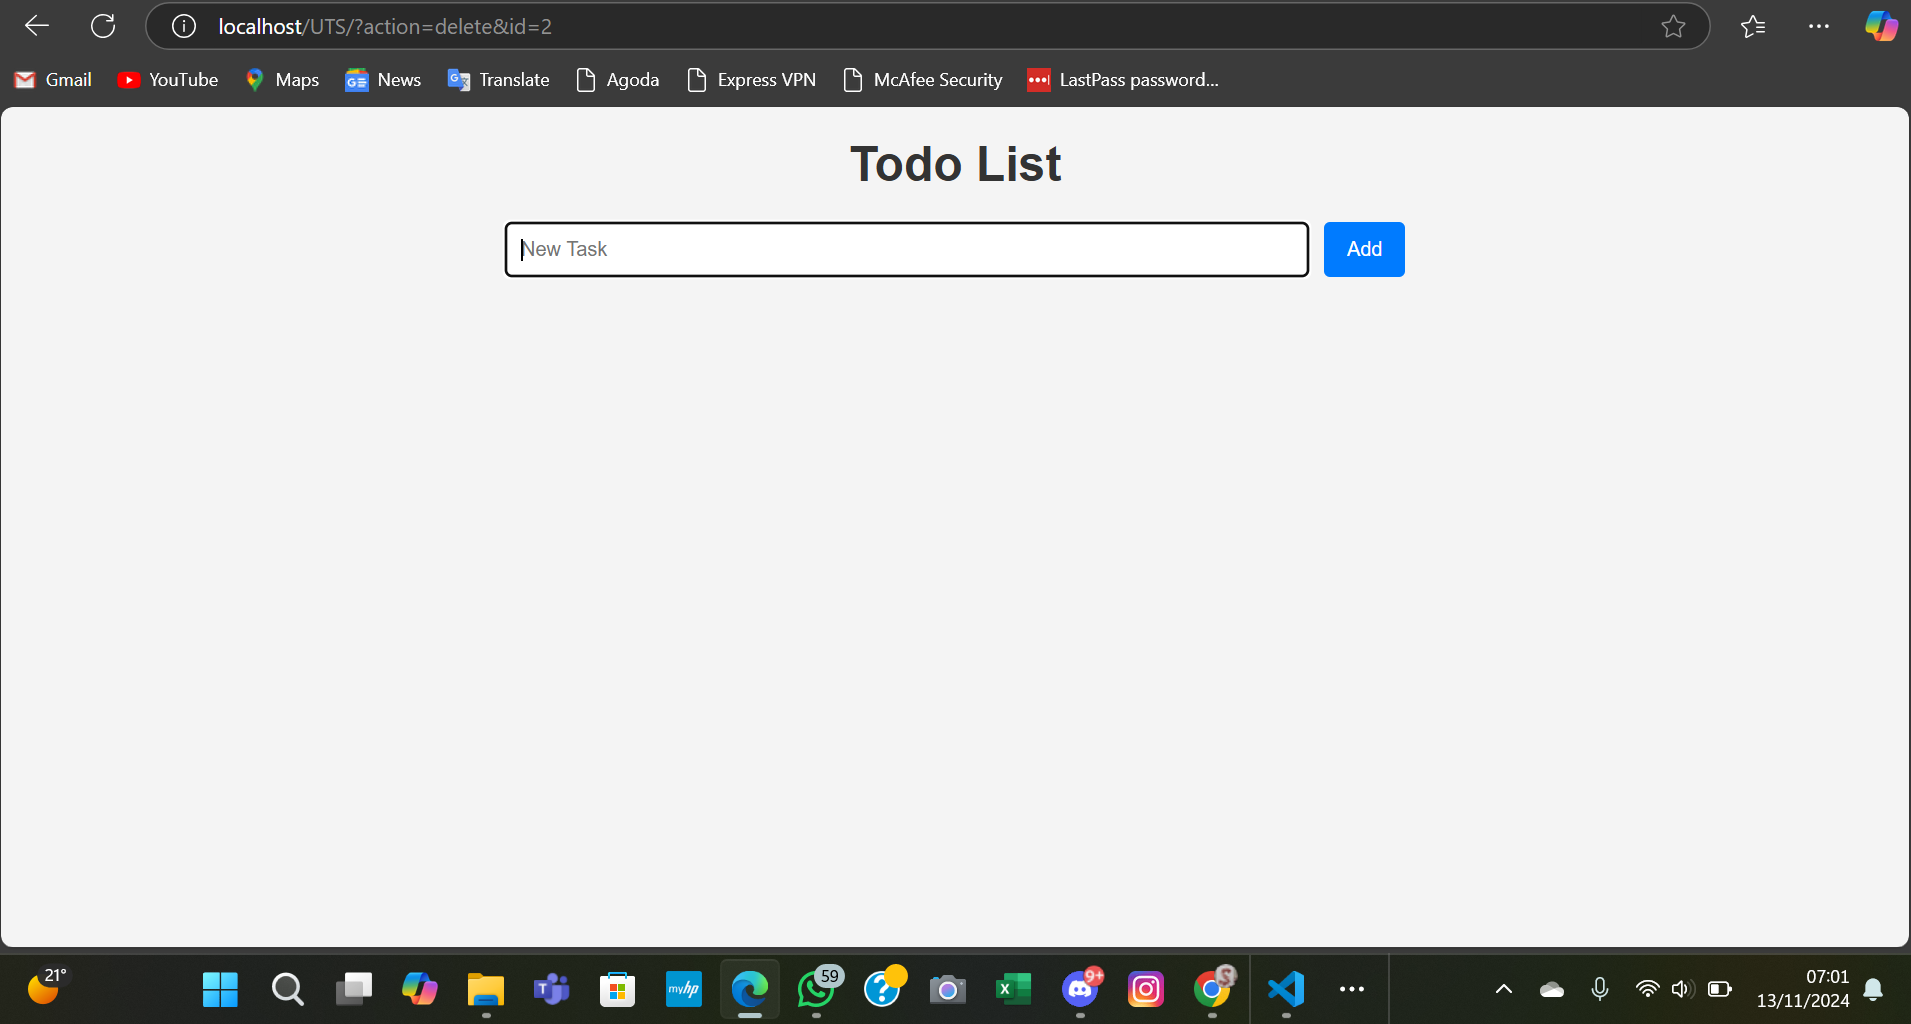 localhost/UTS/?action=delete&id=2
Gmail YouTube Maps News Translate Agoda Express VPN McAfee Security LastPass password...
Todo List
New Task
Add
21°
myhp
59
9+
07:01
13/11/2024